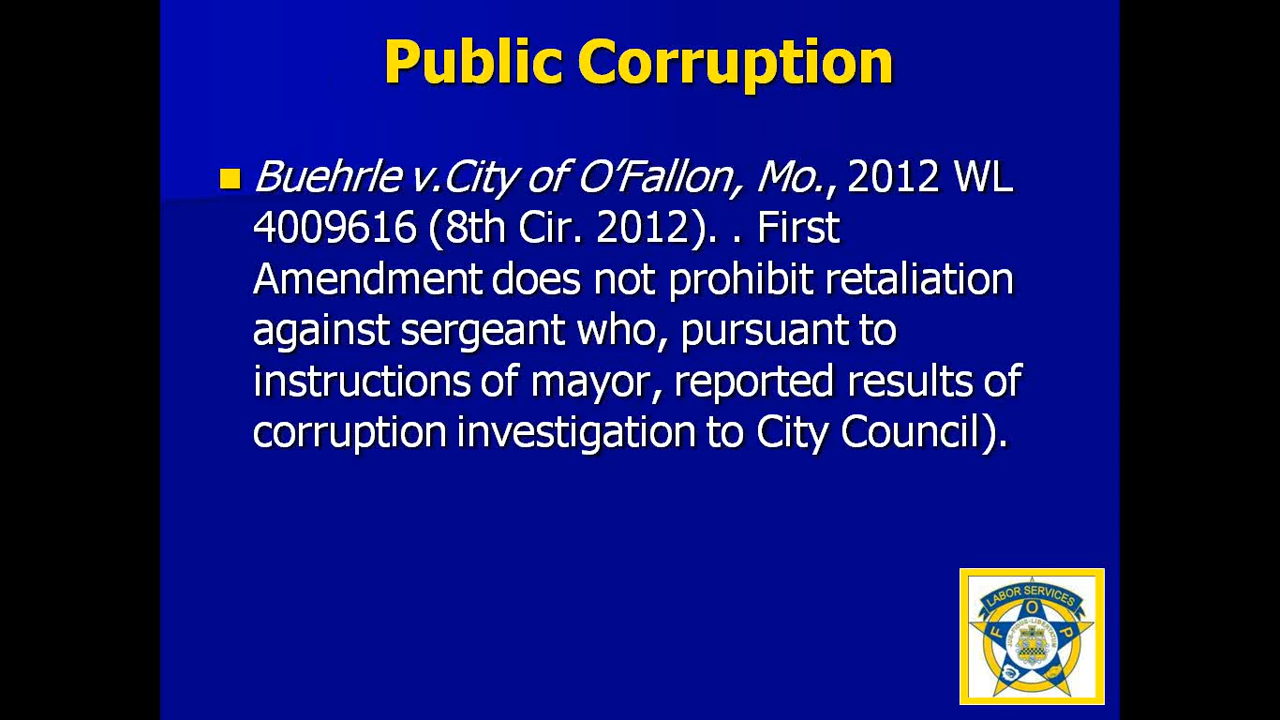 Public Corruption
Buehrle v.City of O’Fallon, Mo., 2012 WL
4009616 (8th Cir. 2012). . First
Amendment does not prohibit retaliation
against sergeant who, pursuant to
instructions of mayor, reported results of
corruption investigation to City Council).
LABOR SERVICES
F O P